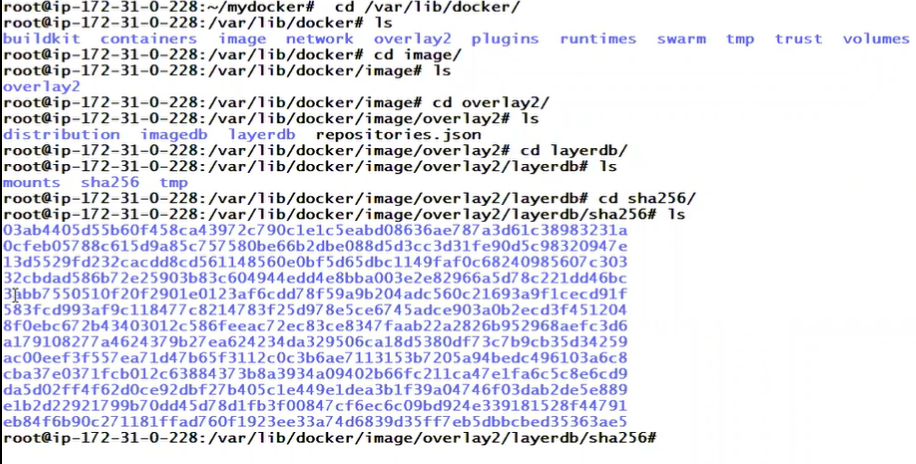 root@ip-172-31-0-228:~/mydocker#  cd /var/lib/docker/
root@ip-172-31-0-228:/var/lib/docker# ls
buildkit  containers  image  network  overlay2  plugins  runtimes  swarm  tmp  trust  volumes
root@ip-172-31-0-228:/var/lib/docker# cd image/
root@ip-172-31-0-228:/var/lib/docker/image# ls
overlay2
root@ip-172-31-0-228:/var/lib/docker/image# cd overlay2/
root@ip-172-31-0-228:/var/lib/docker/image/overlay2# ls
distribution  imagedb  layerdb  repositories.json
root@ip-172-31-0-228:/var/lib/docker/image/overlay2# cd layerdb/
root@ip-172-31-0-228:/var/lib/docker/image/overlay2/layerdb# ls
mounts  sha256  tmp
root@ip-172-31-0-228:/var/lib/docker/image/overlay2/layerdb# cd sha256/
root@ip-172-31-0-228:/var/lib/docker/image/overlay2/layerdb/sha256# ls
03ab4405d55b60f458ca43972c790c1e1c5eabd08636ae787a3d61c38983231a
0cfeb05788c615d9a85c757580be66b2dbe088d5d3cc3d31fe90d5c98320947e
13d5529fd232cacdd8cd561148560e0bf5d65dbc1149faf0c68240985607c303
32cbdad586b72e25903b83c604944edd4e8bba003e2e82966a5d78c221dd46bc
3abb7550510f20f2901e0123af6cdd78f59a9b204adc560c21693a9f1cecd91f
583fcd993af9c118477c8214783f25d978e5ce6745adce903a0b2ecd3f451204
8f0ebc672b43403012c586feeac72ec83ce8347faab22a2826b952968aefc3d6
a179108277a4624379b27ea624234da329506ca18d5380df73c7b9cb35d34259
ac00eef3f557ea71d47b65f3112c0c3b6ae7113153b7205a94bedc496103a6c8
cba37e0371fcb012c63884373b8a3934a09402b66fc211ca47e1fa6c5c8e6cd9
da5d02ff4f62d0ce92dbf27b405c1e449e1dea3b1f39a04746f03dab2de5e889
e1b2d22921799b70dd45d78d1fb3f00847cf6ec6c09bd924e339181528f44791
eb84f6b90c271181ffad760f1923ee33a74d6839d35ff7eb5dbbcbed35363ae5
root@ip-172-31-0-228:/var/lib/docker/image/overlay2/layerdb/sha256#